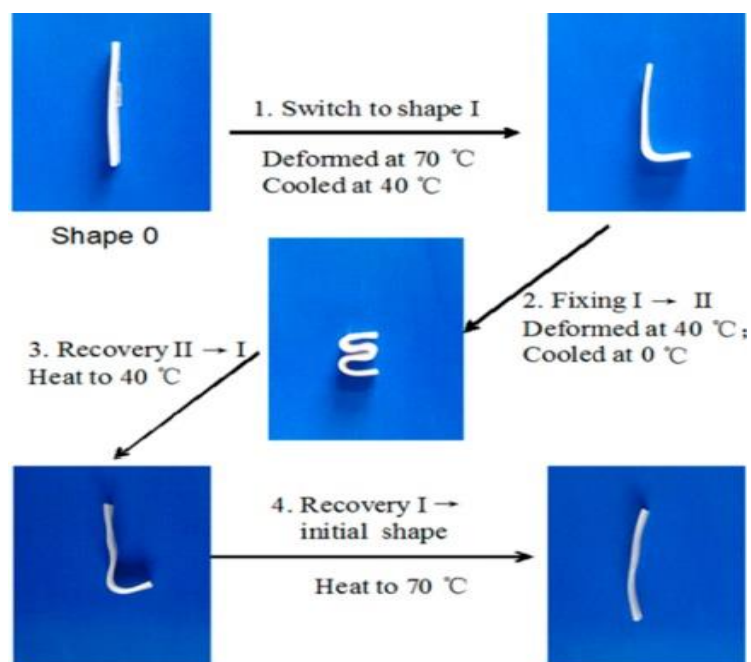 1. Switch to shape I
Deformed at 70 ℃
Cooled at 40 ℃
Shape 0
2. Fixing I → II
Deformed at 40 ℃;
Cooled at 0 ℃
3. Recovery II → I
Heat to 40 ℃
4. Recovery I →
initial shape
Heat to 70 ℃